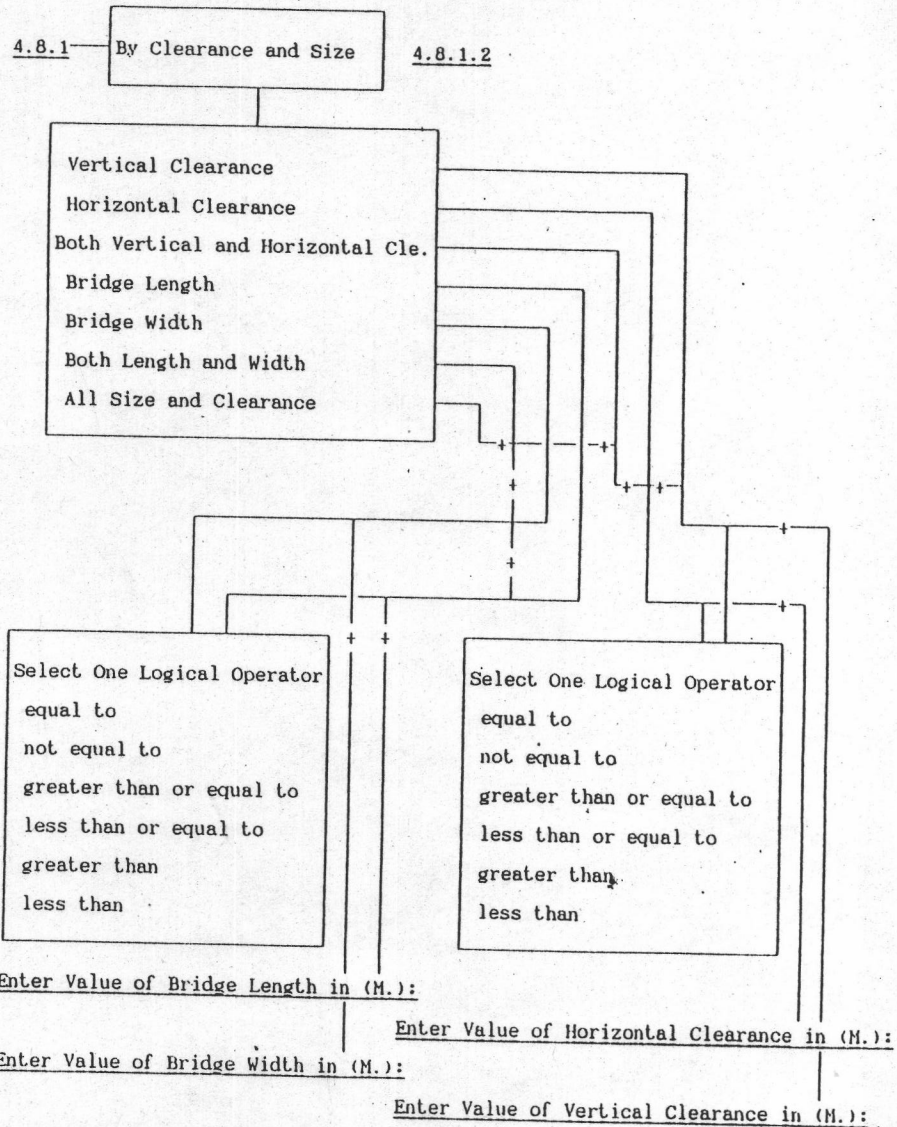 4.8.1 By Clearance and Size 4.8.1.2
Vertical Clearance
Horizontal Clearance
Both Vertical and Horizontal Cle.
Bridge Length
Bridge Width
Both Length and Width
All Size and Clearance
Select One Logical Operator
equal to
not equal to
greater than or equal to
less than or equal to
greater than
less than
Select One Logical Operator
equal to
not equal to
greater than or equal to
less than or equal to
greater than
less than
Enter Value of Bridge Length in (M.):
Enter Value of Horizontal Clearance in (M.):
Enter Value of Bridge Width in (M.):
Enter Value of Vertical Clearance in (M.):